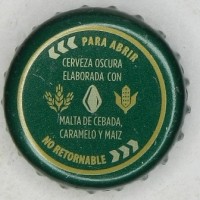 PARA ABRIR
CERVEZA OSCURA
ELABORADA CON
MALTA DE CEBADA,
CARAMELO Y MAIZ
NO RETORNABLE